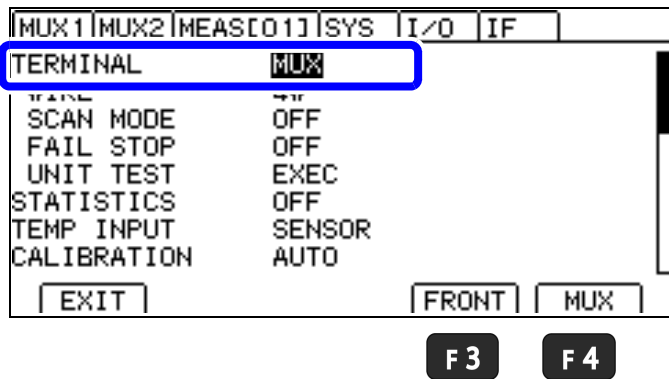 MUX1 MUX2 MEAS[01] SYS I/O IF
TERMINAL MUX
SCAN MODE OFF
FAIL STOP OFF
UNIT TEST EXEC
STATISTICS OFF
TEMP INPUT SENSOR
CALIBRATION AUTO
EXIT FRONT MUX
F3 F4